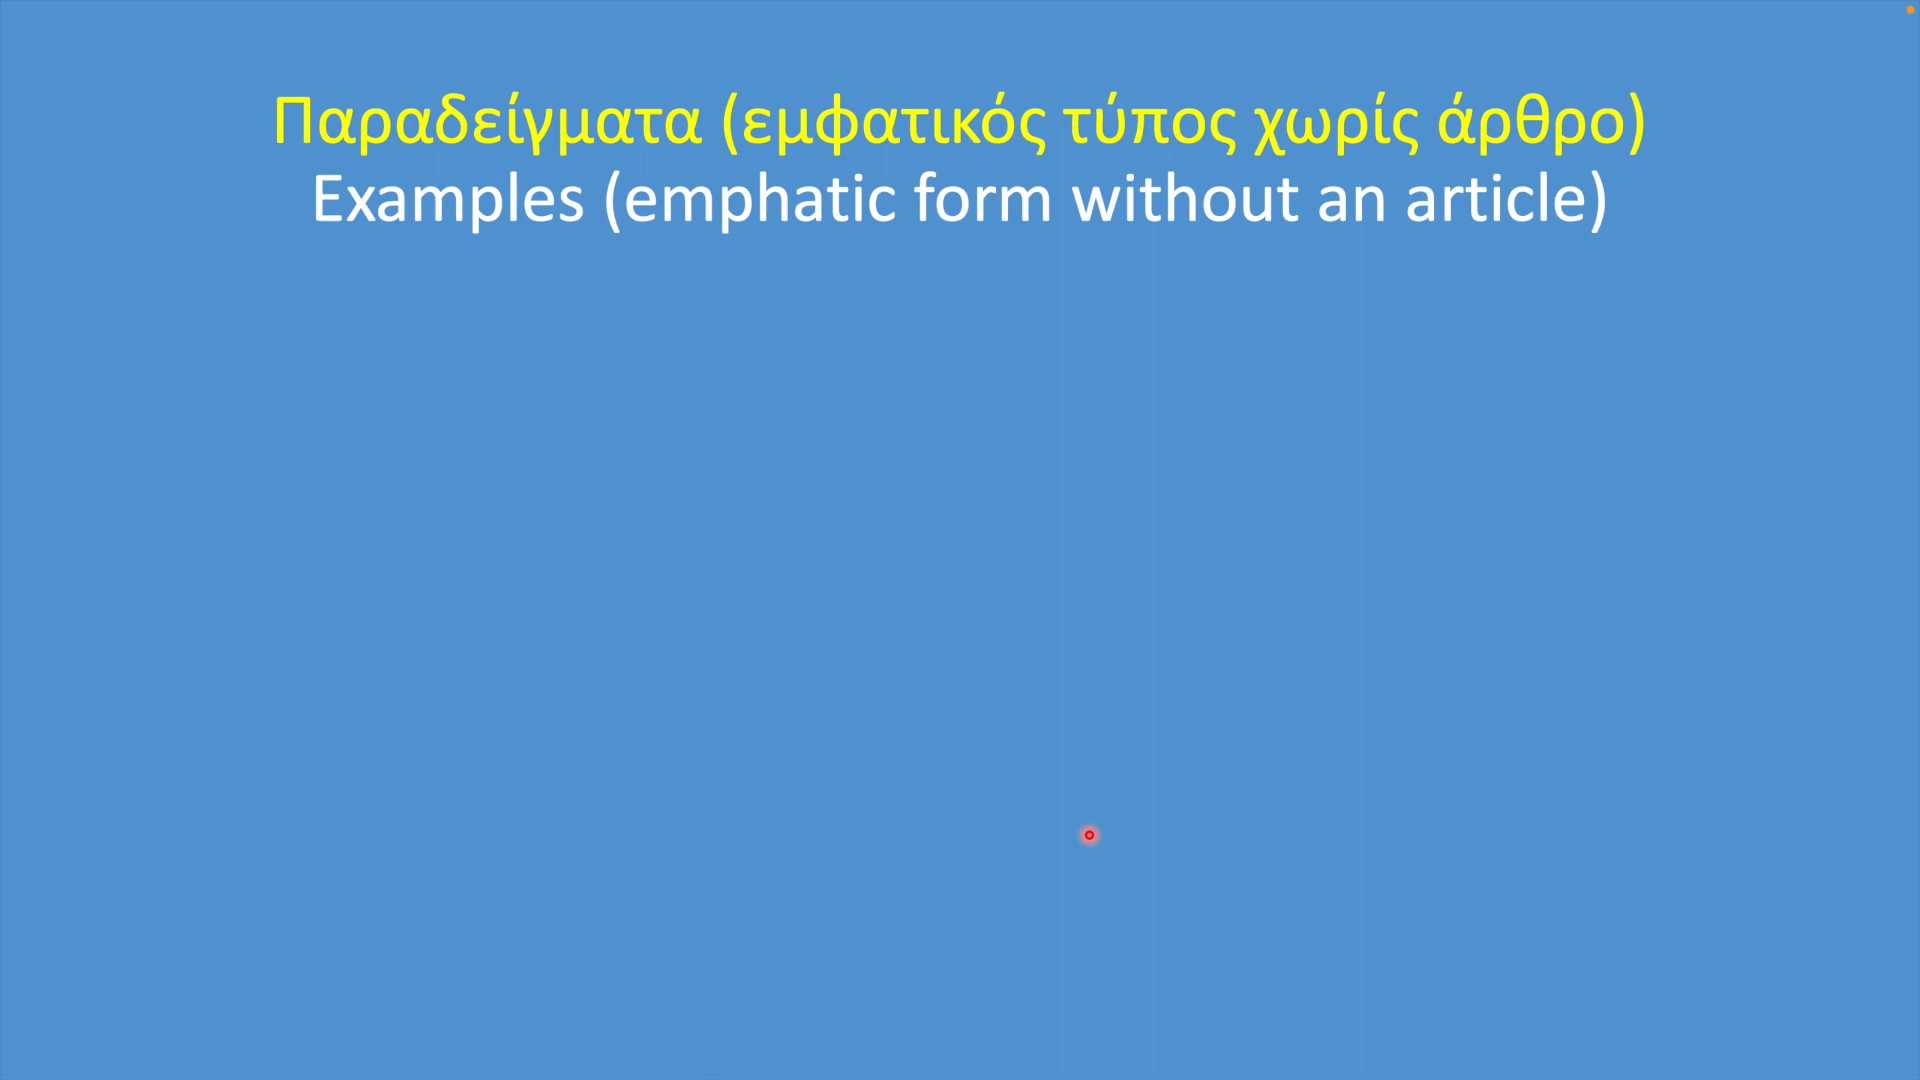 Παραδείγματα (εμφατικός τύπος χωρίς άρθρο)
Examples (emphatic form without an article)